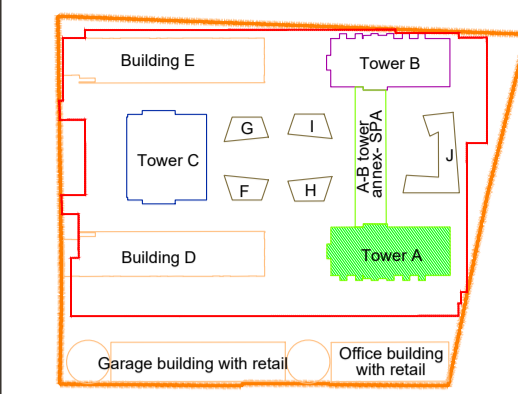 Building E
Tower B
G
I
A-B tower
annex- SPA
J
Tower C
F
H
Building D
Tower A
Garage building with retail
Office building
with retail